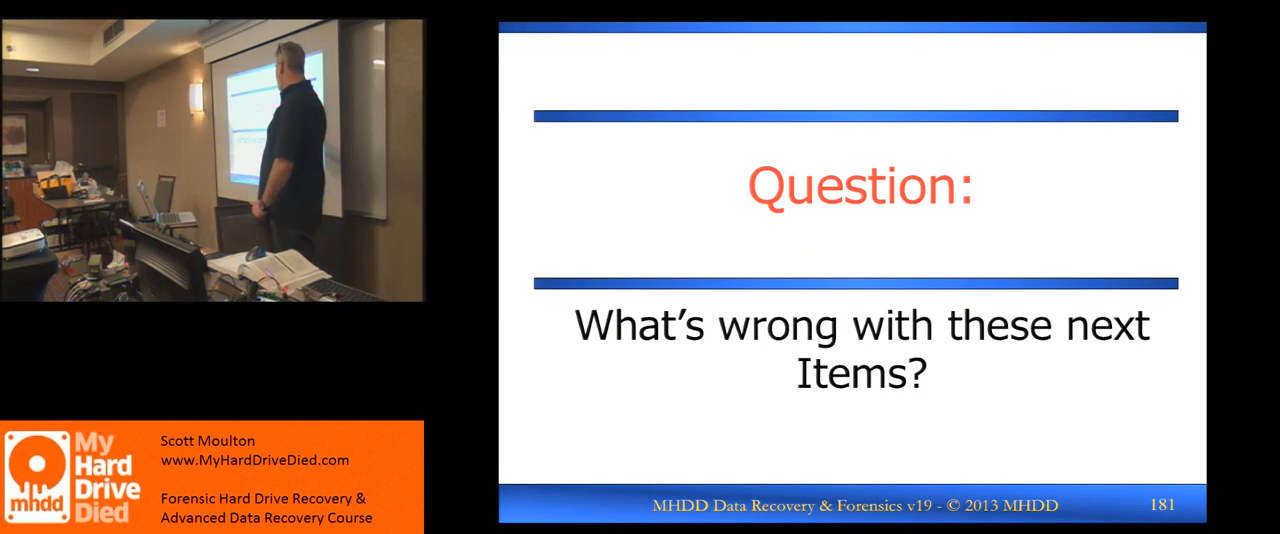 Question:
What's wrong with these next
Items?
MHDD Data Recovery & Forensics v19 - © 2013 MHDD
181
My
Hard
Drive
Died
mhdd
Scott Moulton
www.MyHardDriveDied.com
Forensic Hard Drive Recovery &
Advanced Data Recovery Course